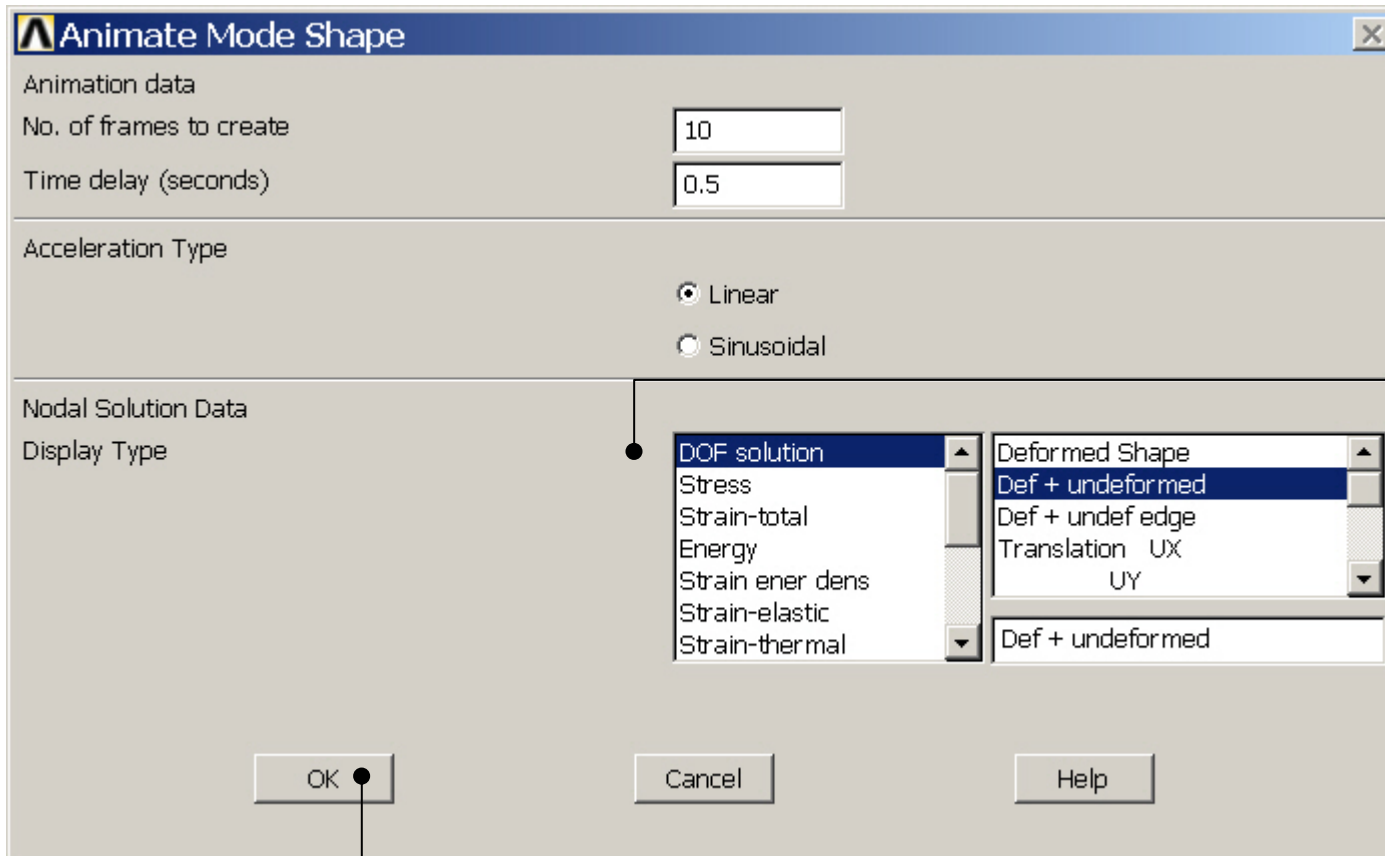 Animate Mode Shape
Animation data
No. of frames to create
10
Time delay (seconds)
0.5
Acceleration Type
Linear
Sinusoidal
Nodal Solution Data
Display Type
DOF solution
Stress
Strain-total
Energy
Strain ener dens
Strain-elastic
Strain-thermal
Deformed Shape
Def + undeformed
Def + undef edge
Translation UX
UY
Def + undeformed
OK
Cancel
Help